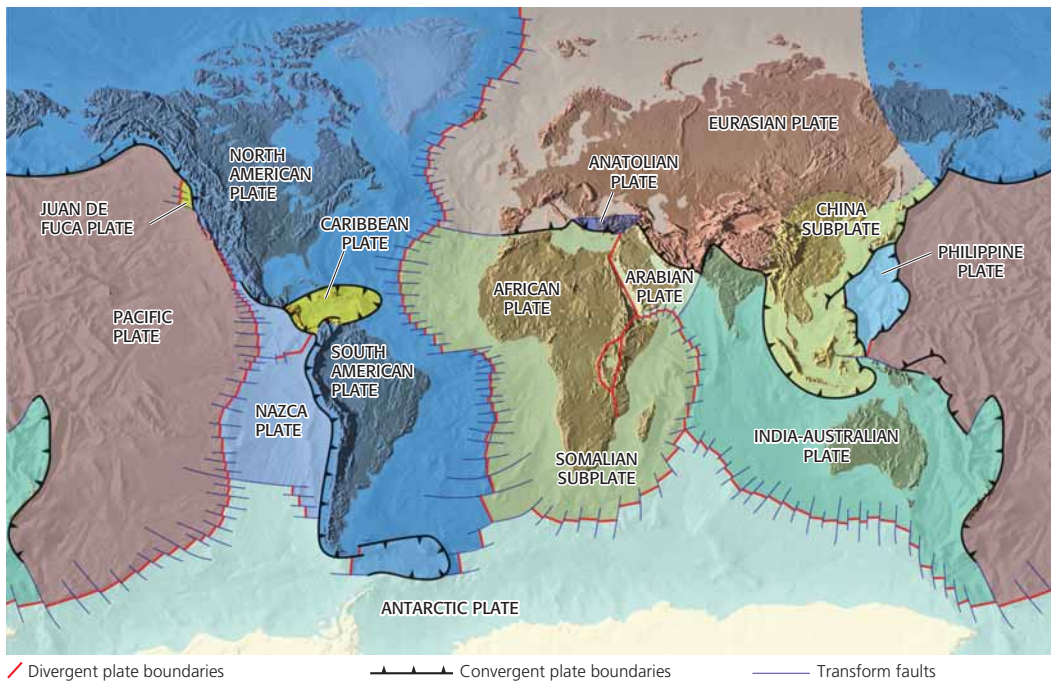 EURASIAN PLATE
NORTH
AMERICAN
PLATE
ANATOLIAN
PLATE
JUAN DE
FUCA PLATE
CARIBBEAN
PLATE
CHINA
SUBPLATE
PHILIPPINE
PLATE
AFRICAN
PLATE
ARABIAN
PLATE
PACIFIC
PLATE
SOUTH
AMERICAN
PLATE
NAZCA
PLATE
INDIA-AUSTRALIAN
PLATE
SOMALIAN
SUBPLATE
ANTARCTIC PLATE
Divergent plate boundaries
Convergent plate boundaries
Transform faults